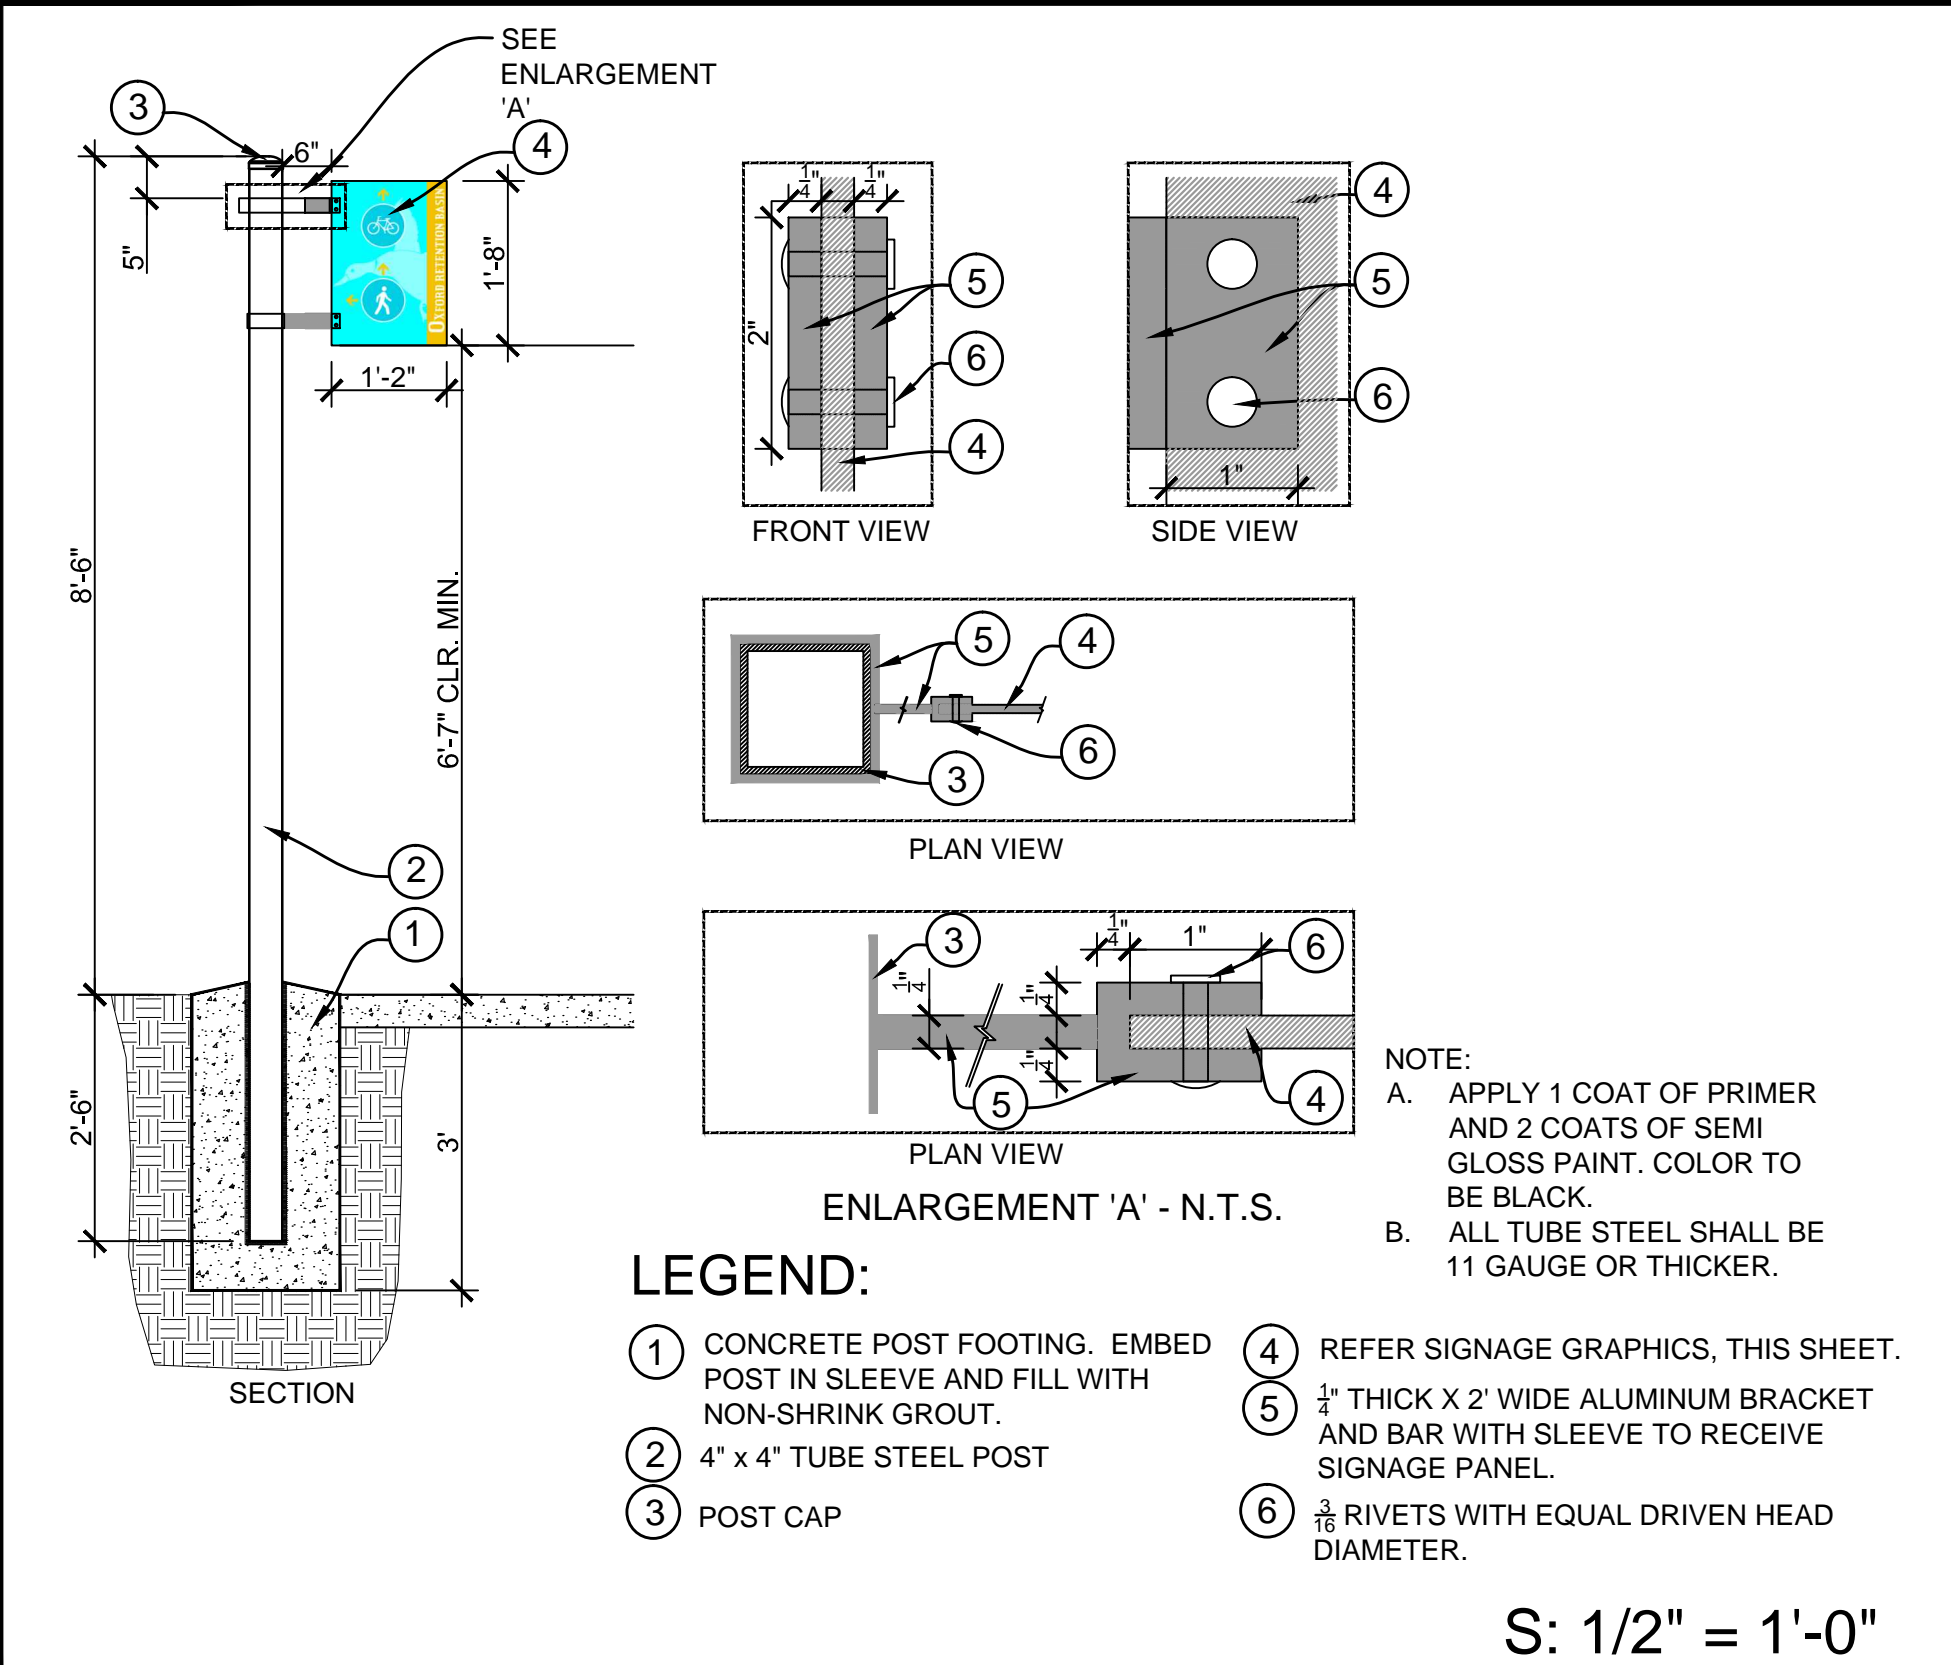 SEE
ENLARGEMENT
'A'
3
4
6"
5"
1'-8"
OXFORD RETENTION BASIN
1'-2"
8'-6"
6'-7" CLR. MIN.
2
1
2'-6"
3'
SECTION
1/4" 1/4"
2"
5
6
4
FRONT VIEW
4
5
6
1"
SIDE VIEW
5
4
6
3
PLAN VIEW
3
1/4"
1/4"
1/4"
1/4" 1"
6
5
4
PLAN VIEW
ENLARGEMENT 'A' - N.T.S.
NOTE:
A. APPLY 1 COAT OF PRIMER
AND 2 COATS OF SEMI
GLOSS PAINT. COLOR TO
BE BLACK.
B. ALL TUBE STEEL SHALL BE
11 GAUGE OR THICKER.
LEGEND:
1 CONCRETE POST FOOTING. EMBED
POST IN SLEEVE AND FILL WITH
NON-SHRINK GROUT.
2 4" x 4" TUBE STEEL POST
3 POST CAP
4 REFER SIGNAGE GRAPHICS, THIS SHEET.
5 1/4" THICK X 2' WIDE ALUMINUM BRACKET
AND BAR WITH SLEEVE TO RECEIVE
SIGNAGE PANEL.
6 3/16 RIVETS WITH EQUAL DRIVEN HEAD
DIAMETER.
S: 1/2" = 1'-0"